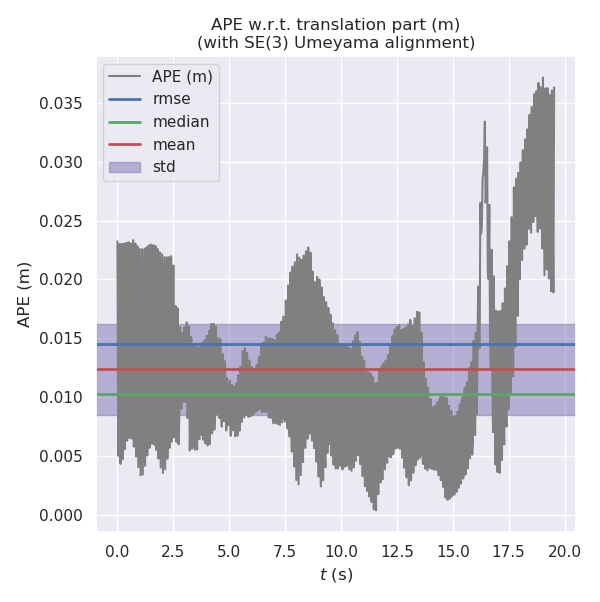 APE w.r.t. translation part (m)
(with SE(3) Umeyama alignment)
APE (m)
rmse
median
mean
std
APE (m)
0.035
0.030
0.025
0.020
0.015
0.010
0.005
0.000
0.0 2.5 5.0 7.5 10.0 12.5 15.0 17.5 20.0
t (s)